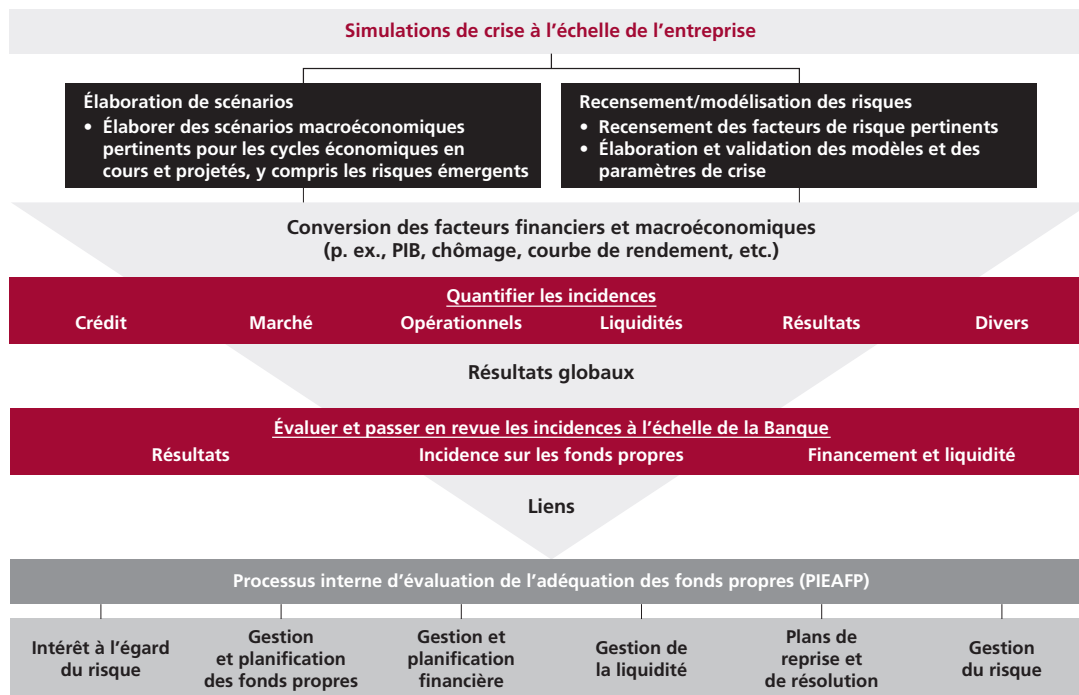 Simulations de crise à l’échelle de l’entreprise
Élaboration de scénarios
• Élaborer des scénarios macroéconomiques
pertinents pour les cycles économiques en
cours et projetés, y compris les risques émergents
Recensement/modélisation des risques
• Recensement des facteurs de risque pertinents
• Élaboration et validation des modèles et des
paramètres de crise
Conversion des facteurs financiers et macroéconomiques
(p. ex., PIB, chômage, courbe de rendement, etc.)
Quantifier les incidences
Crédit Marché Opérationnels Liquidités Résultats Divers
Résultats globaux
Évaluer et passer en revue les incidences à l’échelle de la Banque
Résultats Incidence sur les fonds propres Financement et liquidité
Liens
Processus interne d’évaluation de l’adéquation des fonds propres (PIEAFP)
Intérêt à l’égard
du risque
Gestion
et planification
des fonds propres
Gestion et
planification
financière
Gestion de
la liquidité
Plans de
reprise et
de résolution
Gestion
du risque